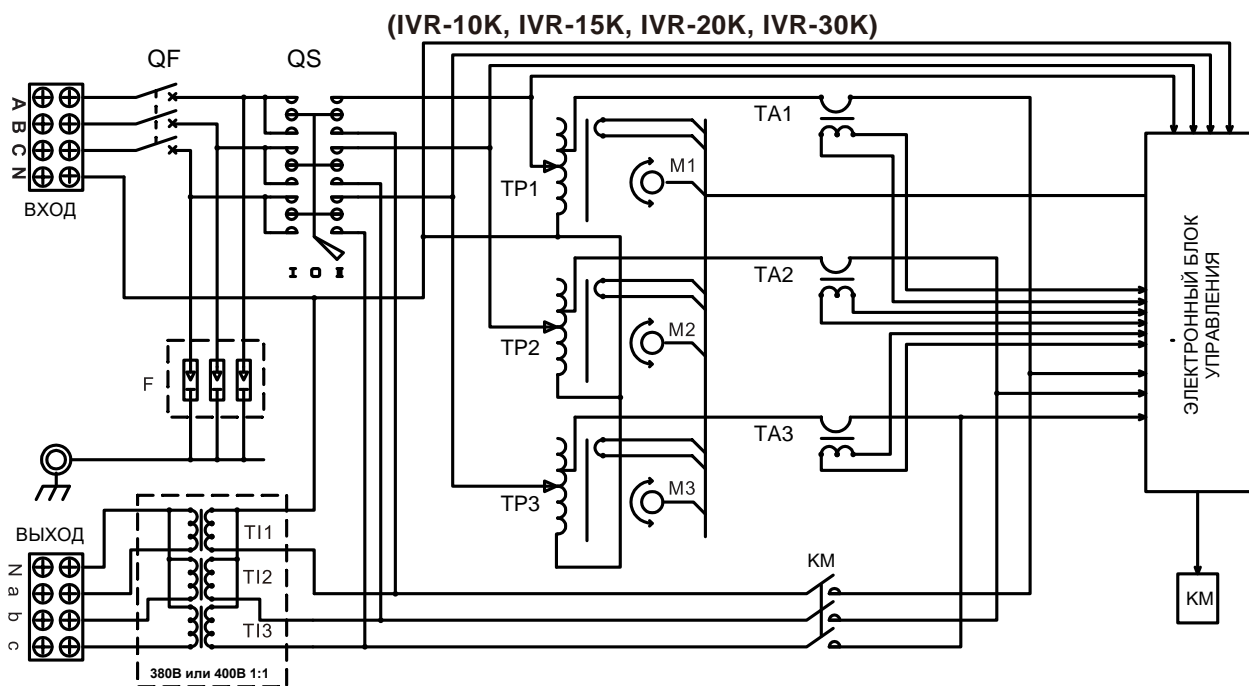 (IVR-10K, IVR-15K, IVR-20K, IVR-30K)
QF
QS
A
B
C
N
ВХОД
I O II
F
TP1
M1
TA1
TP2
M2
TA2
TP3
M3
TA3
ЭЛЕКТРОННЫЙ БЛОК
УПРАВЛЕНИЯ
KM
KM
ВЫХОД
N
a
b
c
TI1
TI2
TI3
380В или 400В 1:1